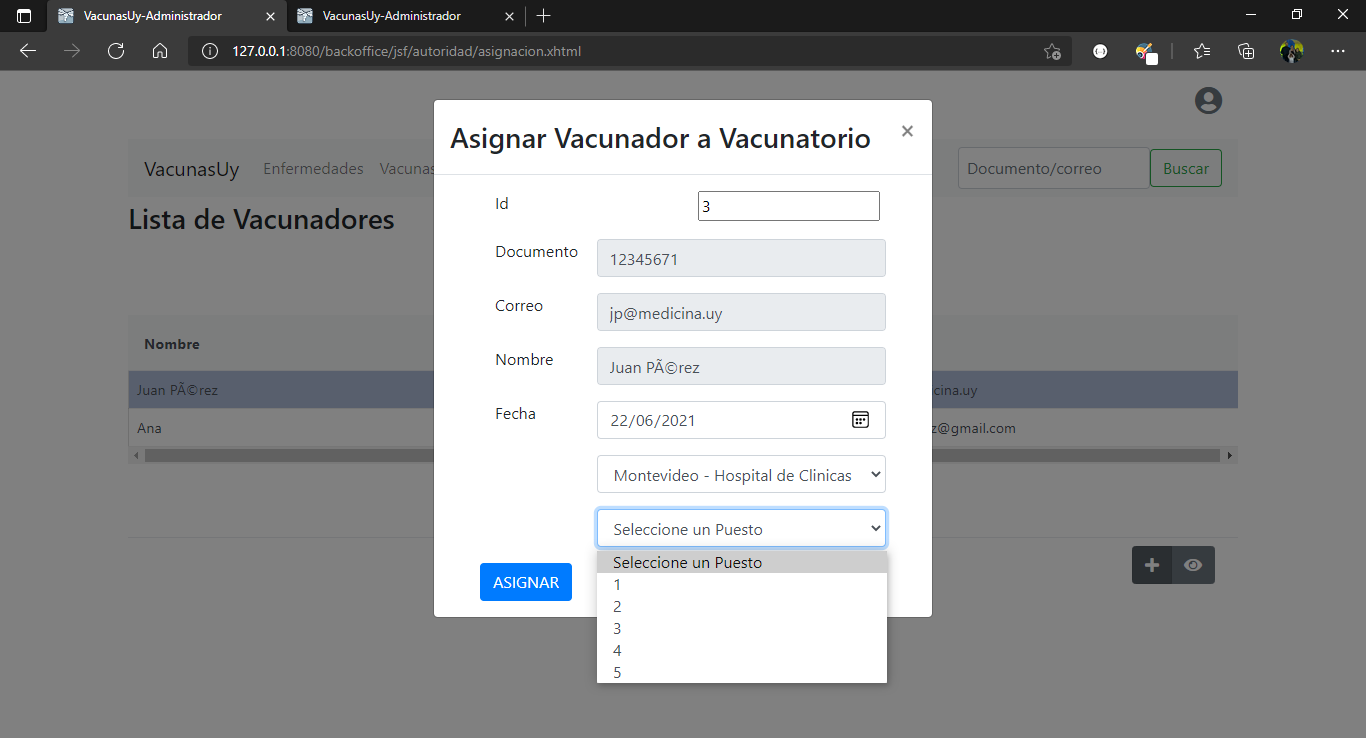 VacunasUy-Administrador
VacunasUy-Administrador
127.0.0.1:8080/backoffice/jsf/autoridad/asignacion.xhtml
Asignar Vacunador a Vacunatorio ×
VacunasUy Enfermedades Vacunas
Documento/correo Buscar
Lista de Vacunadores
Id 3
Documento 12345671
Correo jp@medicina.uy
Nombre Juan PÃ©rez
Fecha 22/06/2021
Montevideo - Hospital de Clinicas
Seleccione un Puesto
Seleccione un Puesto
1
2
3
4
5
ASIGNAR
Nombre
Juan PÃ©rez cina.uy
Ana z@gmail.com